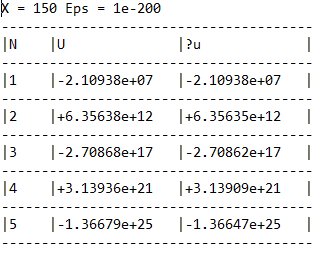 X = 150 Eps = 1e-200
---------------------------------------
|N |U |?u |
---------------------------------------
|1 |-2.10938e+07 |-2.10938e+07 |
---------------------------------------
|2 |+6.35638e+12 |+6.35635e+12 |
---------------------------------------
|3 |-2.70868e+17 |-2.70862e+17 |
---------------------------------------
|4 |+3.13936e+21 |+3.13909e+21 |
---------------------------------------
|5 |-1.36679e+25 |-1.36647e+25 |
---------------------------------------